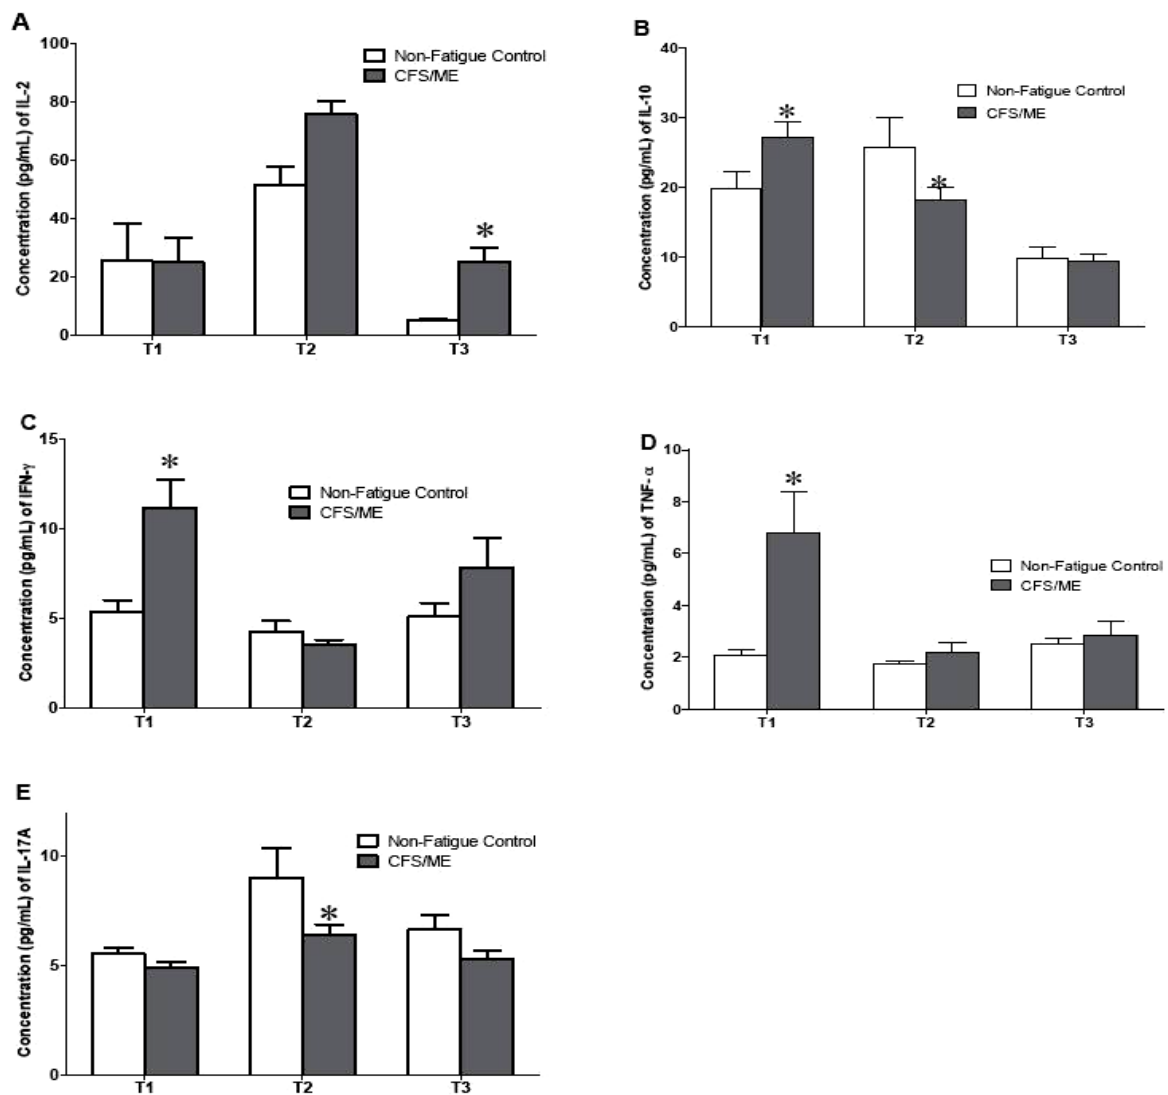 A
Concentration (pg/mL) of IL-2
100
80
60
40
20
0
Non-Fatigue Control
CFS/ME
*
T1 T2 T3
B
Concentration (pg/mL) of IL-10
40
30
20
10
0
Non-Fatigue Control
CFS/ME
*
*
T1 T2 T3
C
Concentration (pg/mL) of IFN-γ
15
10
5
0
*
Non-Fatigue Control
CFS/ME
T1 T2 T3
D
Concentration (pg/mL) of TNF-α
10
8
6
4
2
0
*
Non-Fatigue Control
CFS/ME
T1 T2 T3
E
Concentration (pg/mL) of IL-17A
10
5
0
Non-Fatigue Control
CFS/ME
*
T1 T2 T3